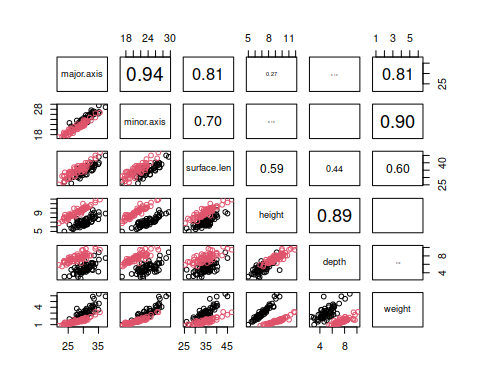 18 24 30 5 8 11 1 3 5
major.axis 0.94 0.81 0.27 0.81 25
18 28 minor.axis 0.70 0.90
surface.len 0.59 0.44 0.60 25 40
5 9 height 0.89
depth 4 8
1 4 weight
25 35 25 35 45 4 8